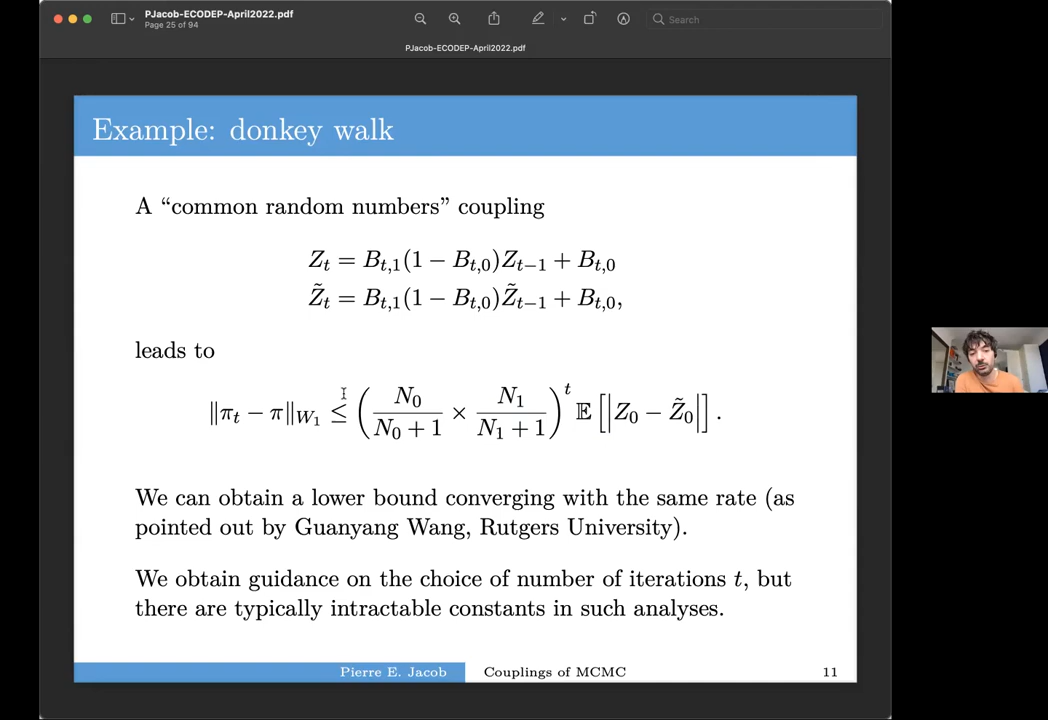 PJacob-ECODEP-April2022.pdf
Page 25 of 94
Search
PJacob-ECODEP-April2022.pdf
Example: donkey walk
A “common random numbers” coupling
Z_t = B_{t,1}(1 − B_{t,0})Z_{t−1} + B_{t,0}
Z̃_t = B_{t,1}(1 − B_{t,0})Z̃_{t−1} + B_{t,0},
leads to
‖π_t − π‖_{W_1} ≤ (N_0/(N_0 + 1) × N_1/(N_1 + 1))^t 𝔼[|Z_0 − Z̃_0|].
We can obtain a lower bound converging with the same rate (as
pointed out by Guanyang Wang, Rutgers University).
We obtain guidance on the choice of number of iterations t, but
there are typically intractable constants in such analyses.
Pierre E. Jacob Couplings of MCMC 11